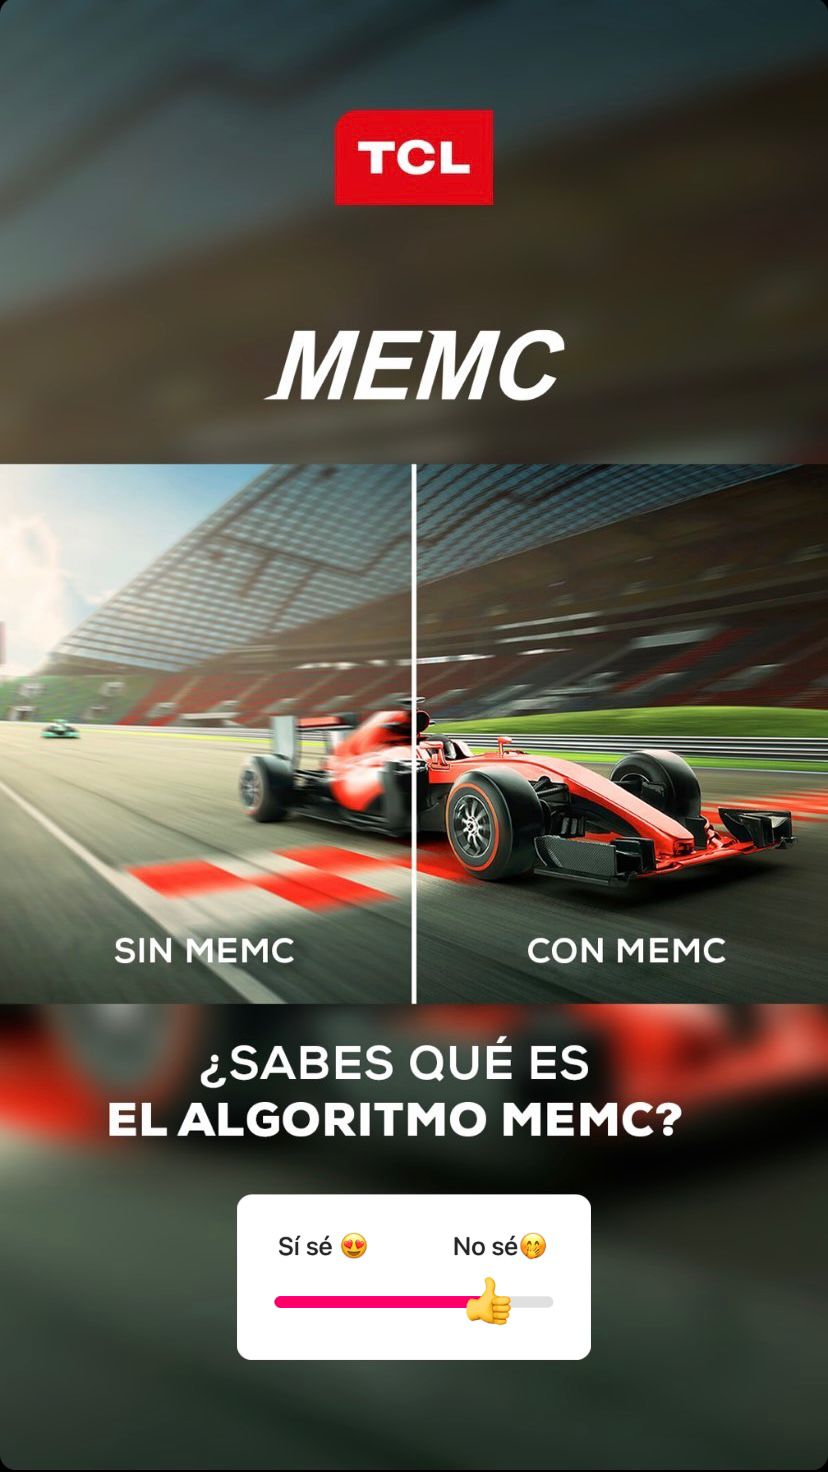 TCL
MEMC
SIN MEMC
CON MEMC
¿SABES QUÉ ES
EL ALGORITMO MEMC?
Sí sé 😍
No sé🤭